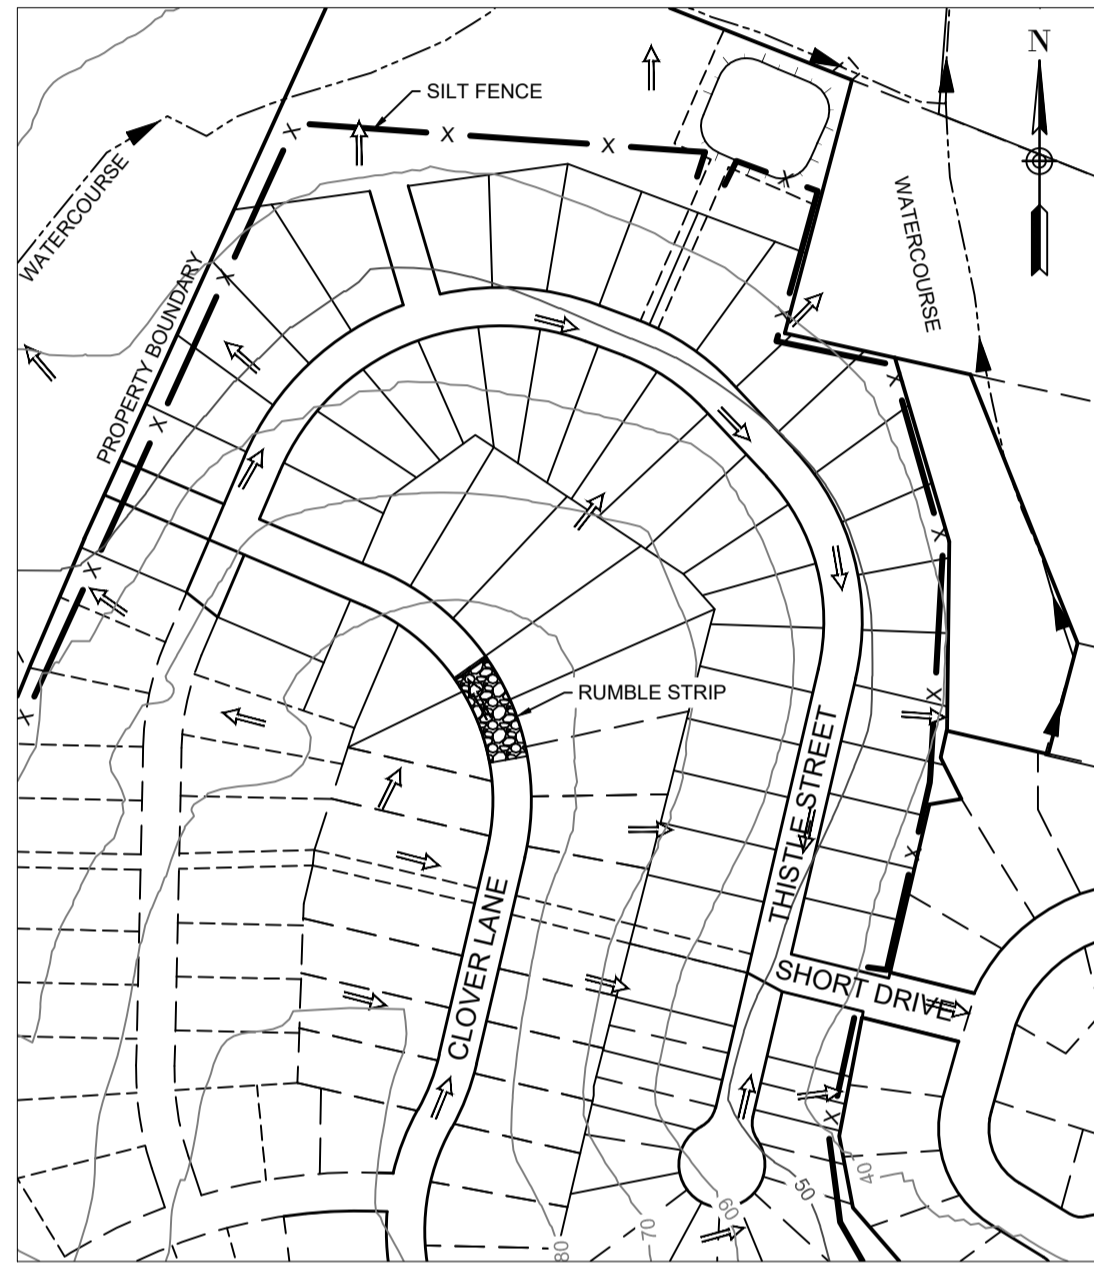 N
SILT FENCE
X
X
X
WATERCOURSE
X
WATERCOURSE
PROPERTY BOUNDARY
X
X
X
X
X
X
X
RUMBLE STRIP
X
X
THISTLE STREET
X
CLOVER LANE
SHORT DRIVE
X
40
50
60
70
80